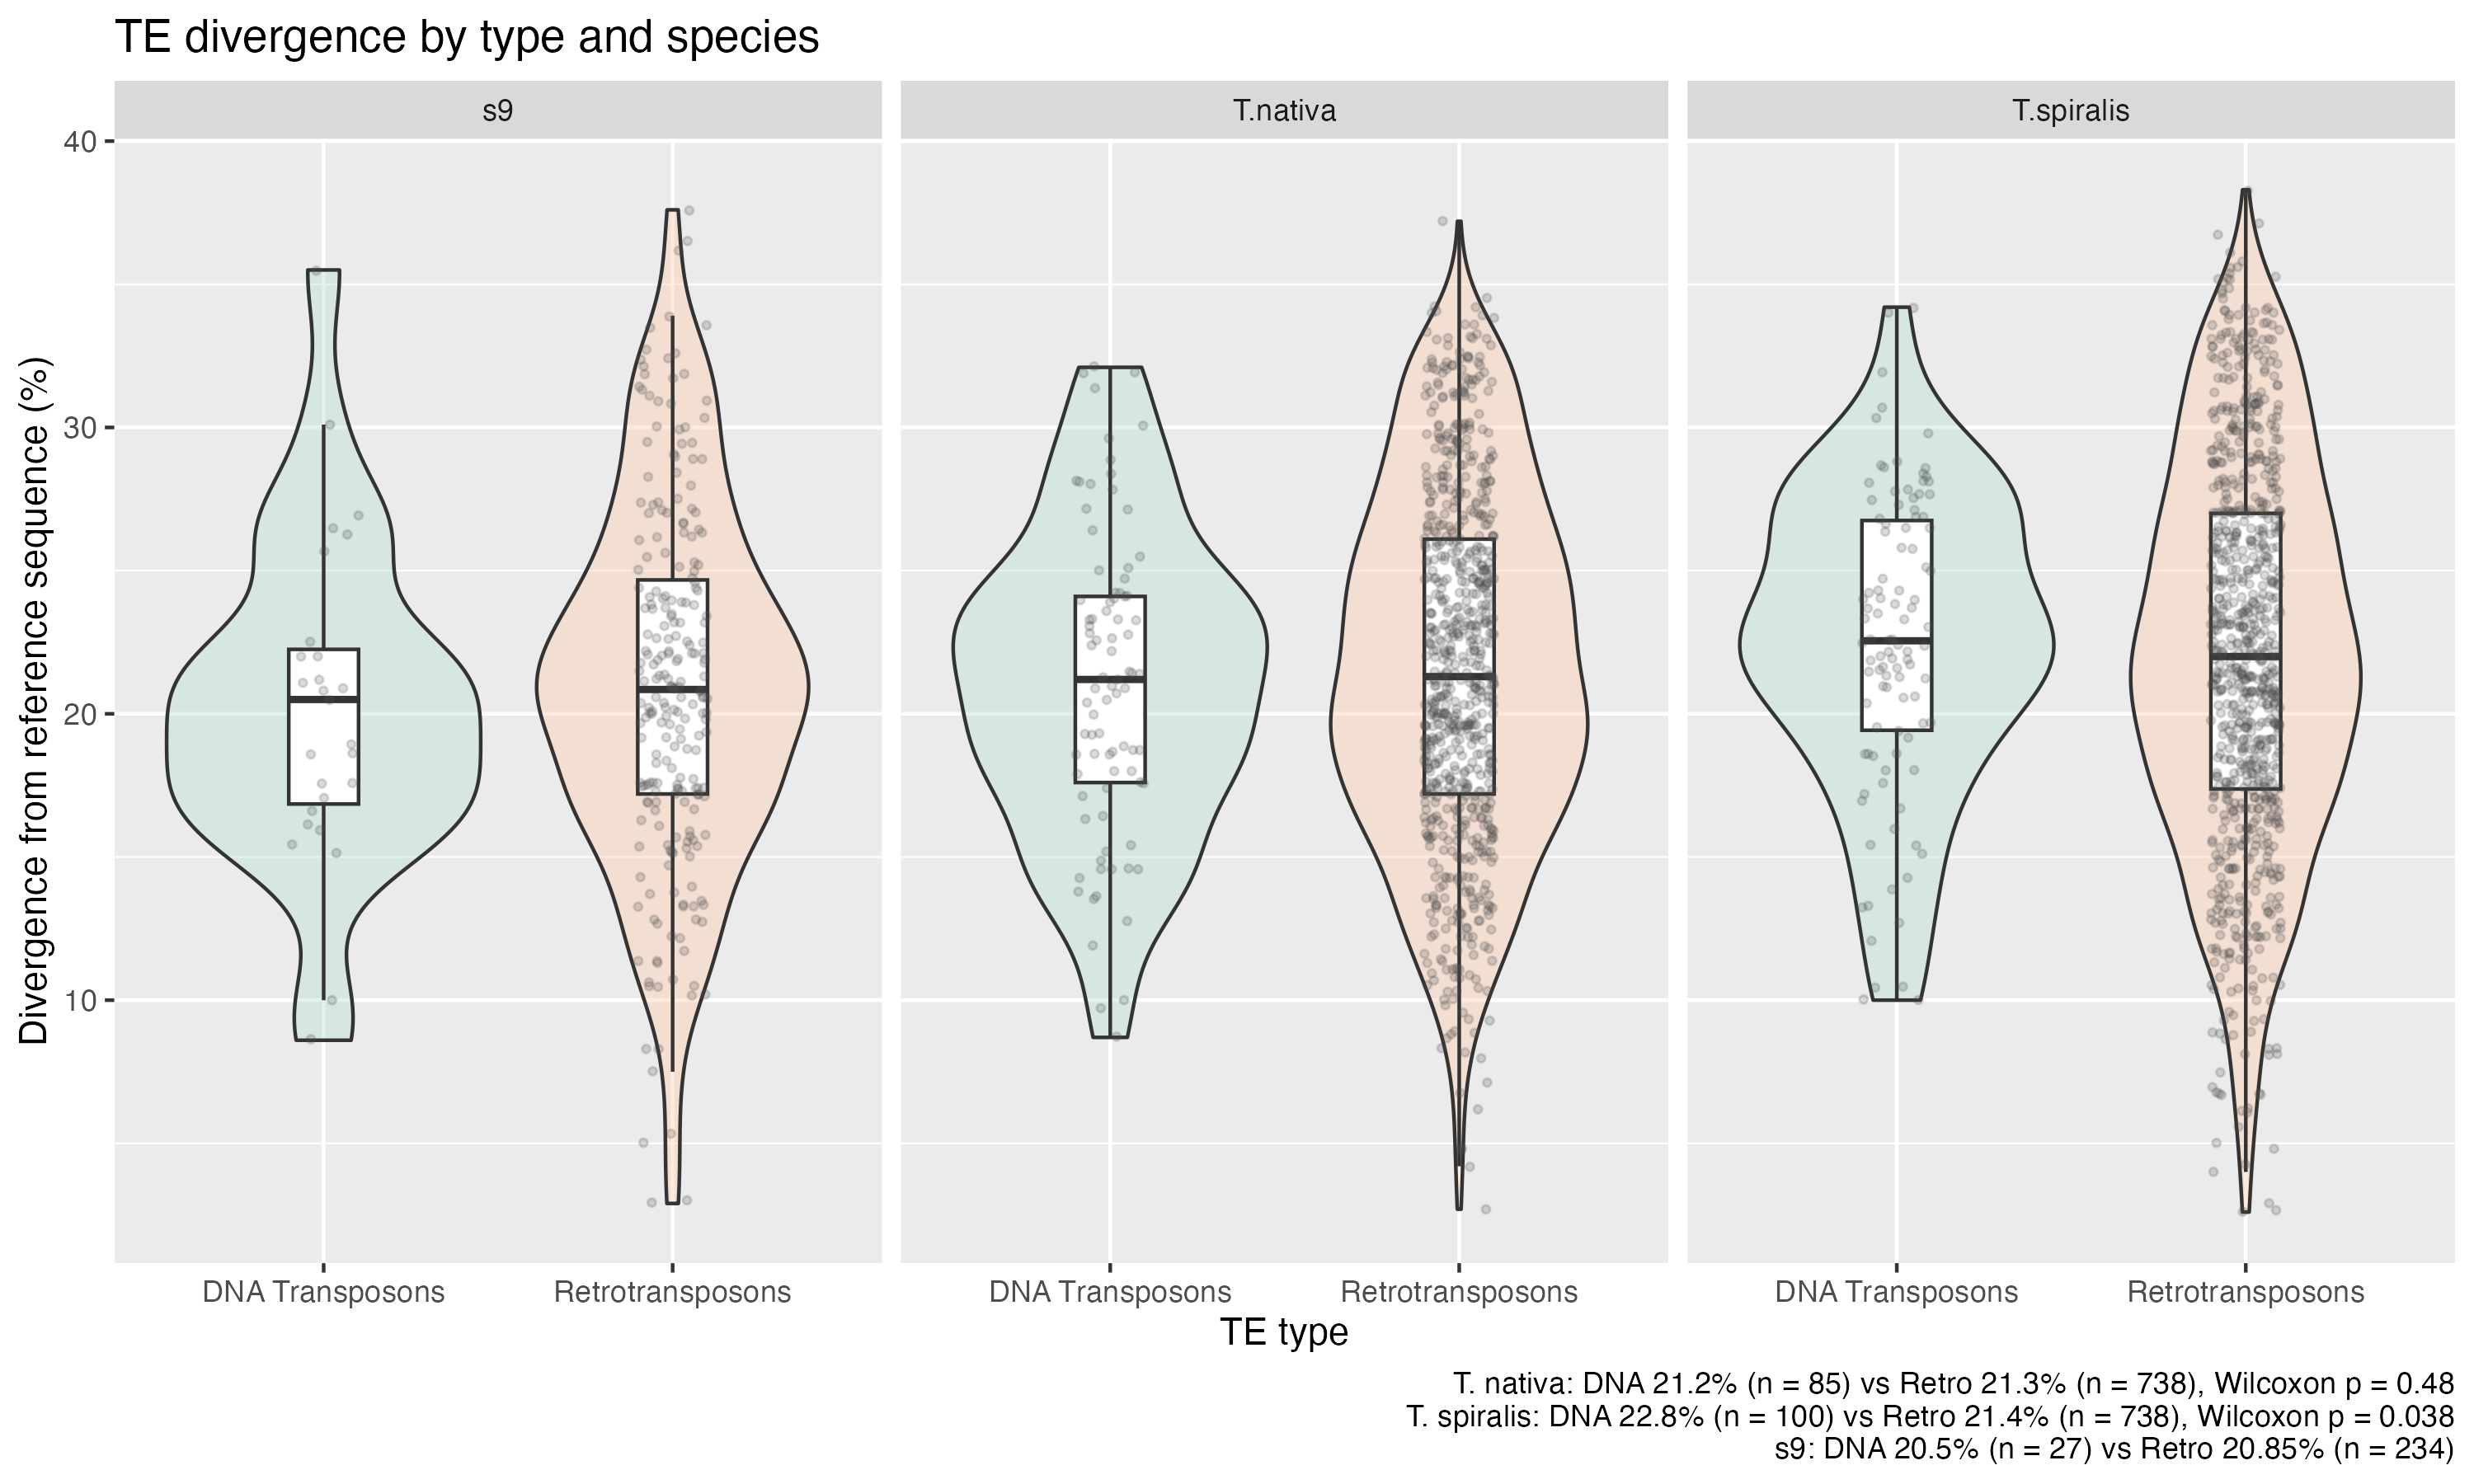 TE divergence by type and species
s9
T.nativa
T.spiralis
Divergence from reference sequence (%)
40
30
20
10
DNA Transposons
Retrotransposons
DNA Transposons
Retrotransposons
DNA Transposons
Retrotransposons
TE type
T. nativa: DNA 21.2% (n = 85) vs Retro 21.3% (n = 738), Wilcoxon p = 0.48
T. spiralis: DNA 22.8% (n = 100) vs Retro 21.4% (n = 738), Wilcoxon p = 0.038
s9: DNA 20.5% (n = 27) vs Retro 20.85% (n = 234)